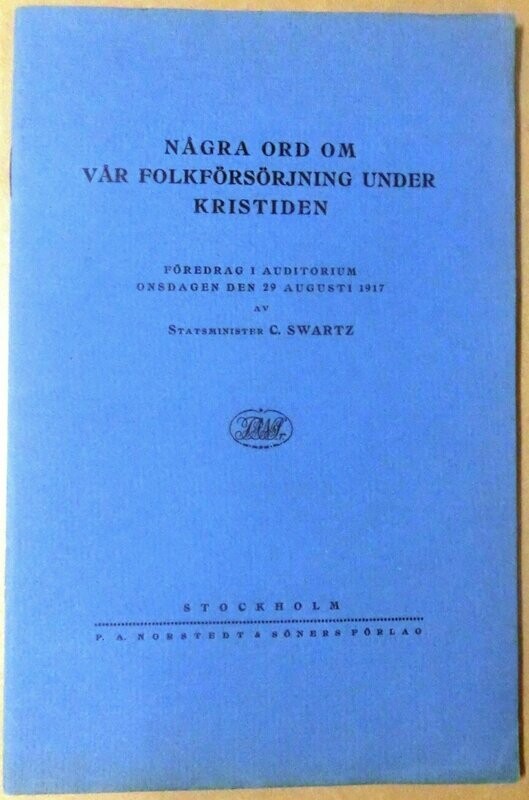 NÅGRA ORD OM
VÅR FOLKFÖRSÖRJNING UNDER
KRISTIDEN
FÖREDRAG I AUDITORIUM
ONSDAGEN DEN 29 AUGUSTI 1917
AV
STATSMINISTER C. SWARTZ
STOCKHOLM
P. A. NORSTEDT & SÖNERS FÖRLAG